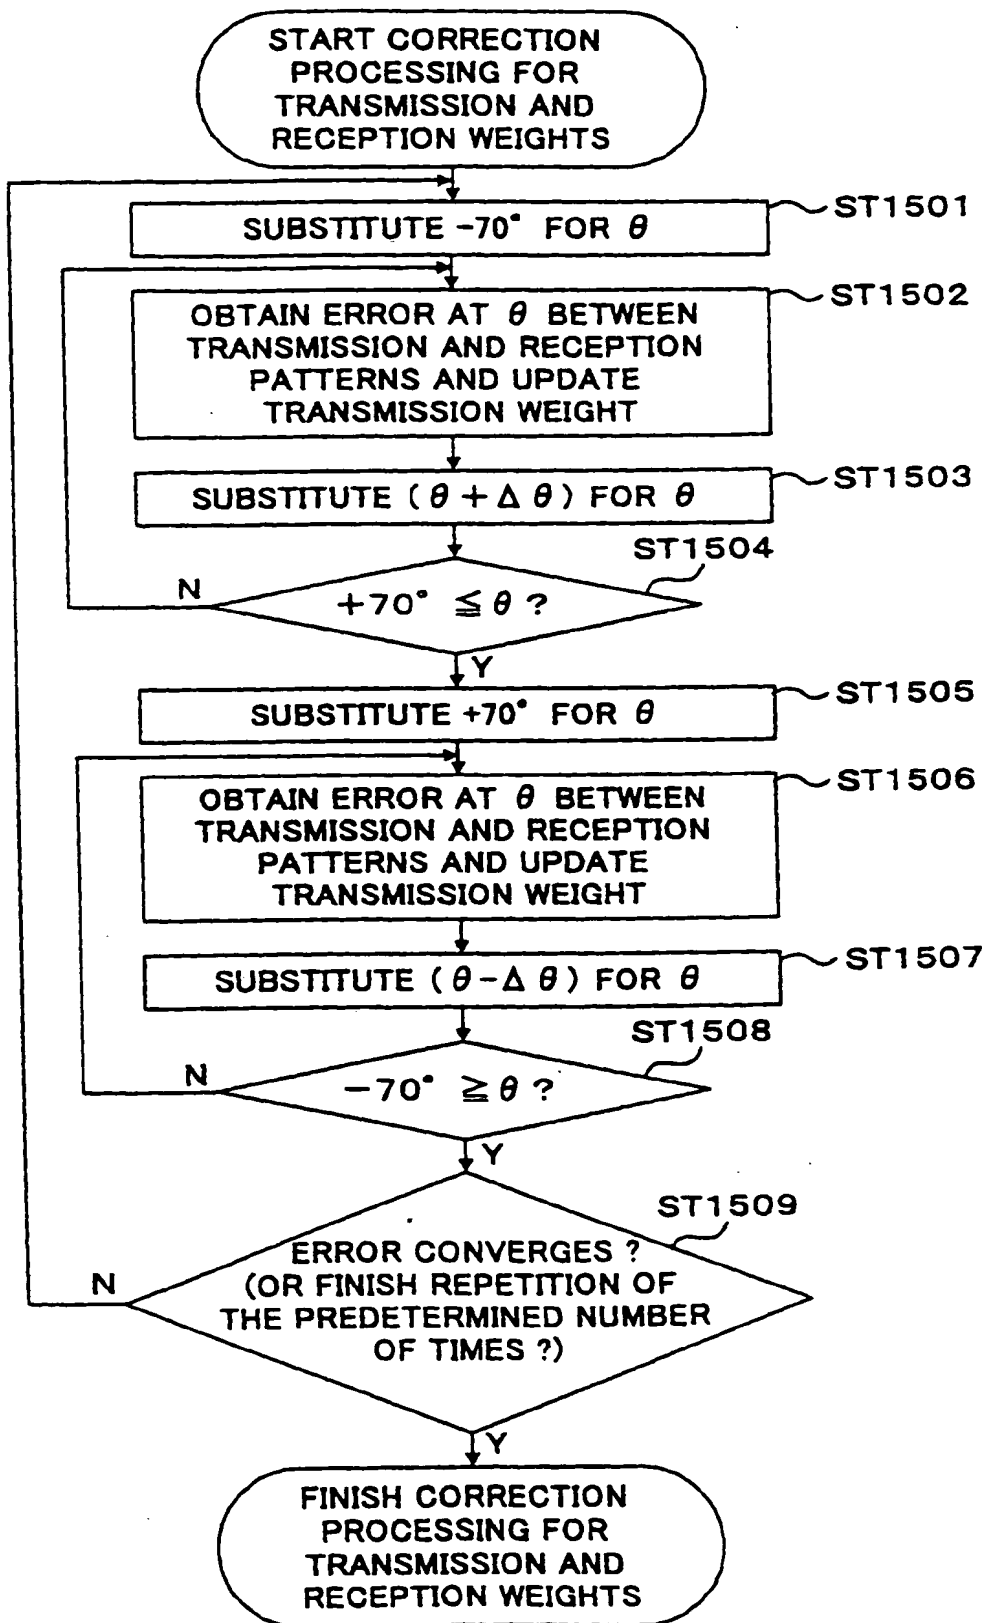 START CORRECTION
PROCESSING FOR
TRANSMISSION AND
RECEPTION WEIGHTS
SUBSTITUTE -70° FOR θ
ST1501
OBTAIN ERROR AT θ BETWEEN
TRANSMISSION AND RECEPTION
PATTERNS AND UPDATE
TRANSMISSION WEIGHT
ST1502
SUBSTITUTE (θ + Δ θ) FOR θ
ST1503
ST1504
N
+70° ≦ θ ?
Y
SUBSTITUTE +70° FOR θ
ST1505
OBTAIN ERROR AT θ BETWEEN
TRANSMISSION AND RECEPTION
PATTERNS AND UPDATE
TRANSMISSION WEIGHT
ST1506
SUBSTITUTE (θ - Δ θ) FOR θ
ST1507
ST1508
N
-70° ≧ θ ?
Y
ST1509
N
ERROR CONVERGES ?
(OR FINISH REPETITION OF
THE PREDETERMINED NUMBER
OF TIMES ?)
Y
FINISH CORRECTION
PROCESSING FOR
TRANSMISSION AND
RECEPTION WEIGHTS